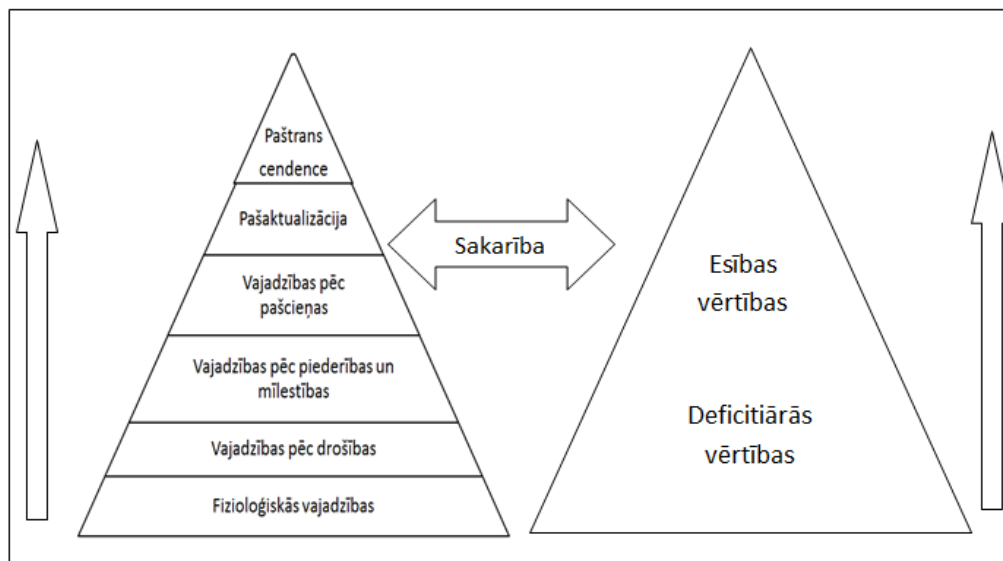 Paštrans
cendence
Pašaktualizācija
Vajadzības pēc
pašcieņas
Vajadzības pēc piederības un
mīlestības
Vajadzības pēc drošības
Fizioloģiskās vajadzības
Sakarība
Esības
vērtības
Deficitiārās
vērtības